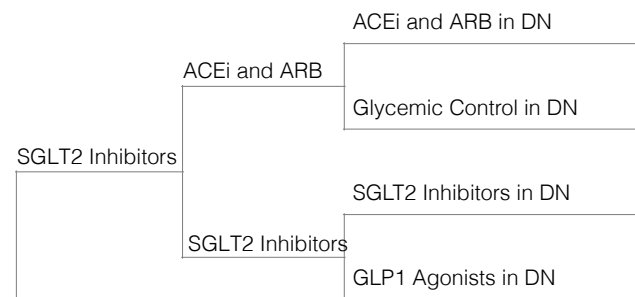 ACEi and ARB in DN
ACEi and ARB
Glycemic Control in DN
SGLT2 Inhibitors
SGLT2 Inhibitors in DN
SGLT2 Inhibitors
GLP1 Agonists in DN